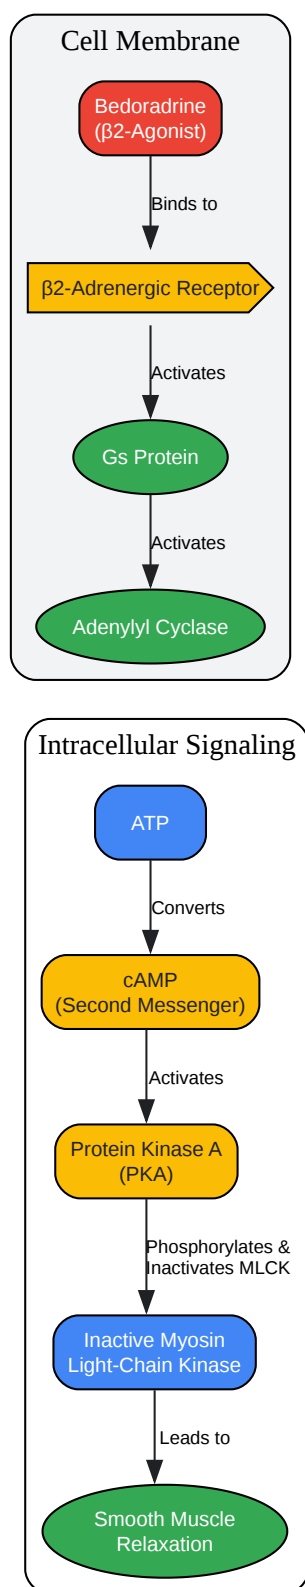 Cell Membrane
Bedoradrine
(β2-Agonist)
Binds to
β2-Adrenergic Receptor
Activates
Gs Protein
Activates
Adenylyl Cyclase
Intracellular Signaling
ATP
Converts
cAMP
(Second Messenger)
Activates
Protein Kinase A
(PKA)
Phosphorylates &
Inactivates MLCK
Inactive Myosin
Light-Chain Kinase
Leads to
Smooth Muscle
Relaxation